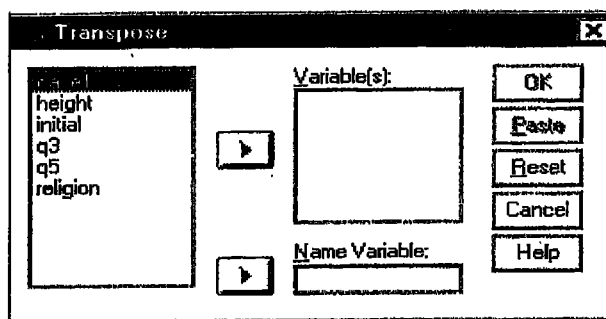 Transpose
height
initial
q3
q5
religion
Variable(s):
Name Variable:
OK
Paste
Reset
Cancel
Help